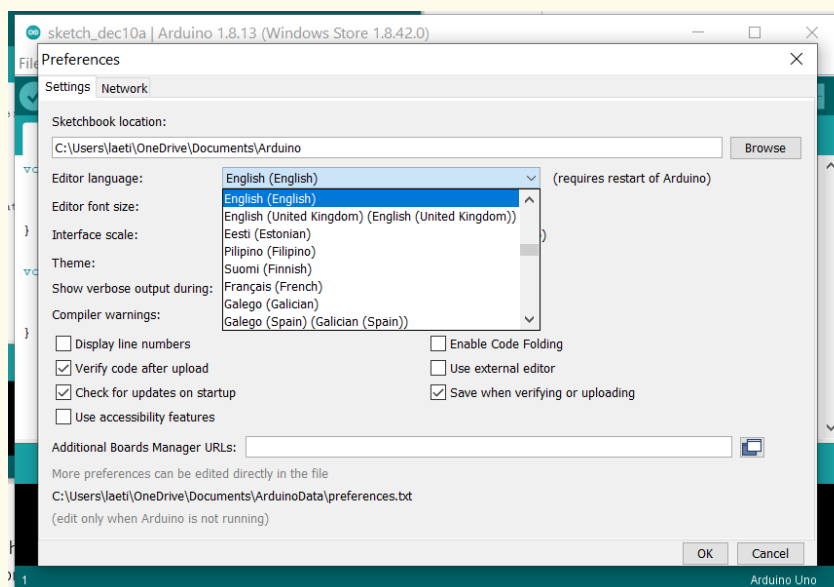 sketch_dec10a | Arduino 1.8.13 (Windows Store 1.8.42.0)
File
Preferences
Settings Network
Sketchbook location:
C:\Users\laeti\OneDrive\Documents\Arduino Browse
Editor language: English (English) (requires restart of Arduino)
Editor font size: English (English)
English (United Kingdom) (English (United Kingdom))
Interface scale: Eesti (Estonian) )
Pilipino (Filipino)
Theme: Suomi (Finnish)
Show verbose output during: Français (French)
Galego (Galician)
Compiler warnings: Galego (Spain) (Galician (Spain))
Display line numbers Enable Code Folding
Verify code after upload Use external editor
Check for updates on startup Save when verifying or uploading
Use accessibility features
Additional Boards Manager URLs:
More preferences can be edited directly in the file
C:\Users\laeti\OneDrive\Documents\ArduinoData\preferences.txt
(edit only when Arduino is not running)
OK Cancel
1 Arduino Uno